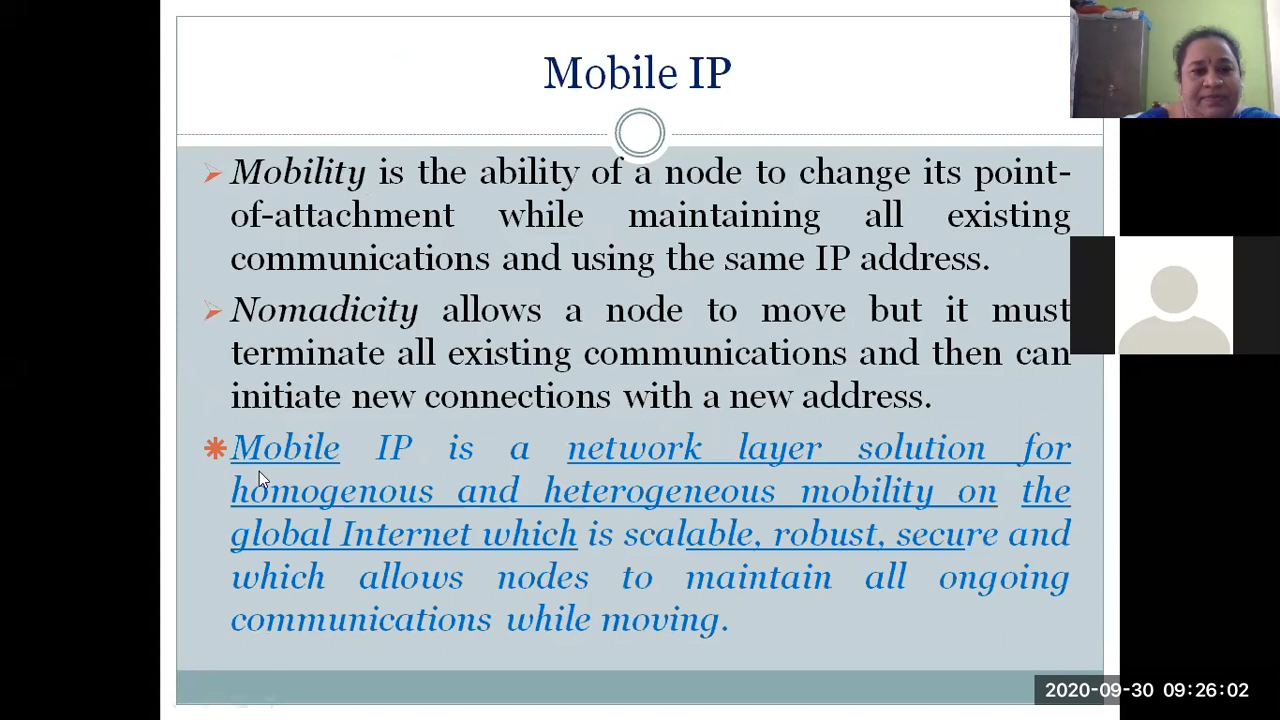 Mobile IP
Mobility is the ability of a node to change its point-
of-attachment while maintaining all existing
communications and using the same IP address.
Nomadicity allows a node to move but it must
terminate all existing communications and then can
initiate new connections with a new address.
Mobile IP is a network layer solution for
homogenous and heterogeneous mobility on the
global Internet which is scalable, robust, secure and
which allows nodes to maintain all ongoing
communications while moving.
2020-09-30 09:26:02